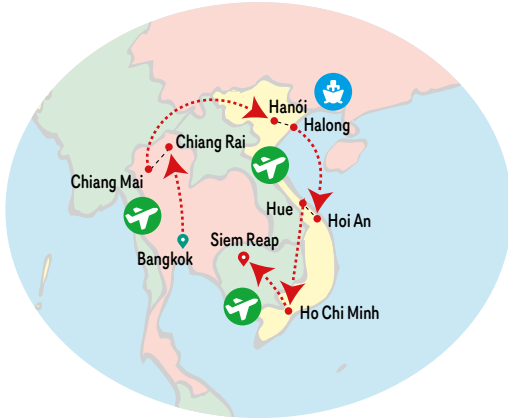 Hanói
Halong
Chiang Rai
Chiang Mai
Hue
Hoi An
Siem Reap
Bangkok
Ho Chi Minh